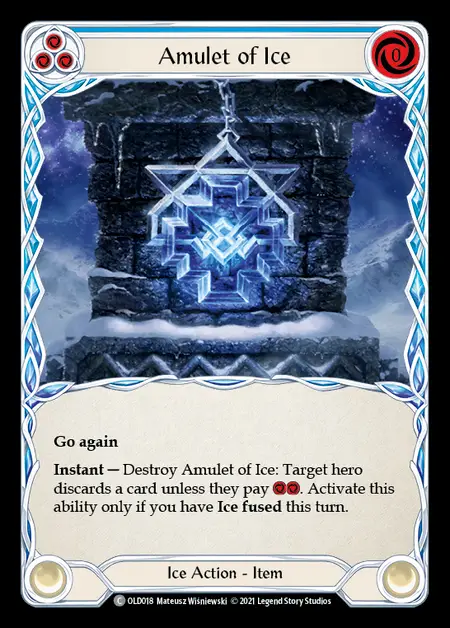 Amulet of Ice
0
Go again
Instant — Destroy Amulet of Ice: Target hero
discards a card unless they pay . Activate this
ability only if you have Ice fused this turn.
Ice Action - Item
C OLD018 Mateusz Wiśniewski © 2021 Legend Story Studios